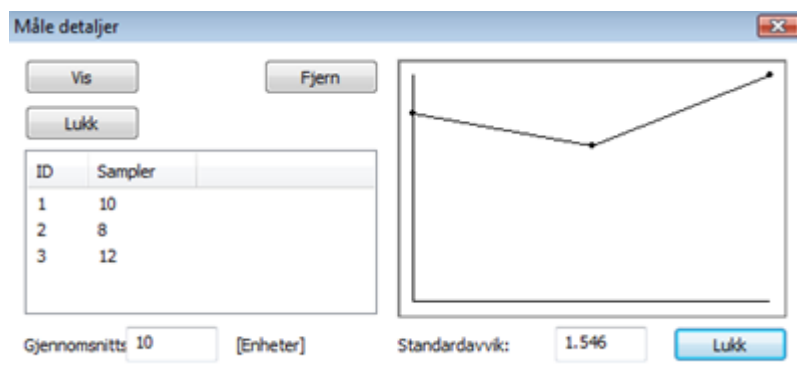 Måle detaljer
Vis
Fjern
Lukk
ID Sampler
1 10
2 8
3 12
Gjennomsnitts 10 [Enheter] Standardavvik: 1.546 Lukk